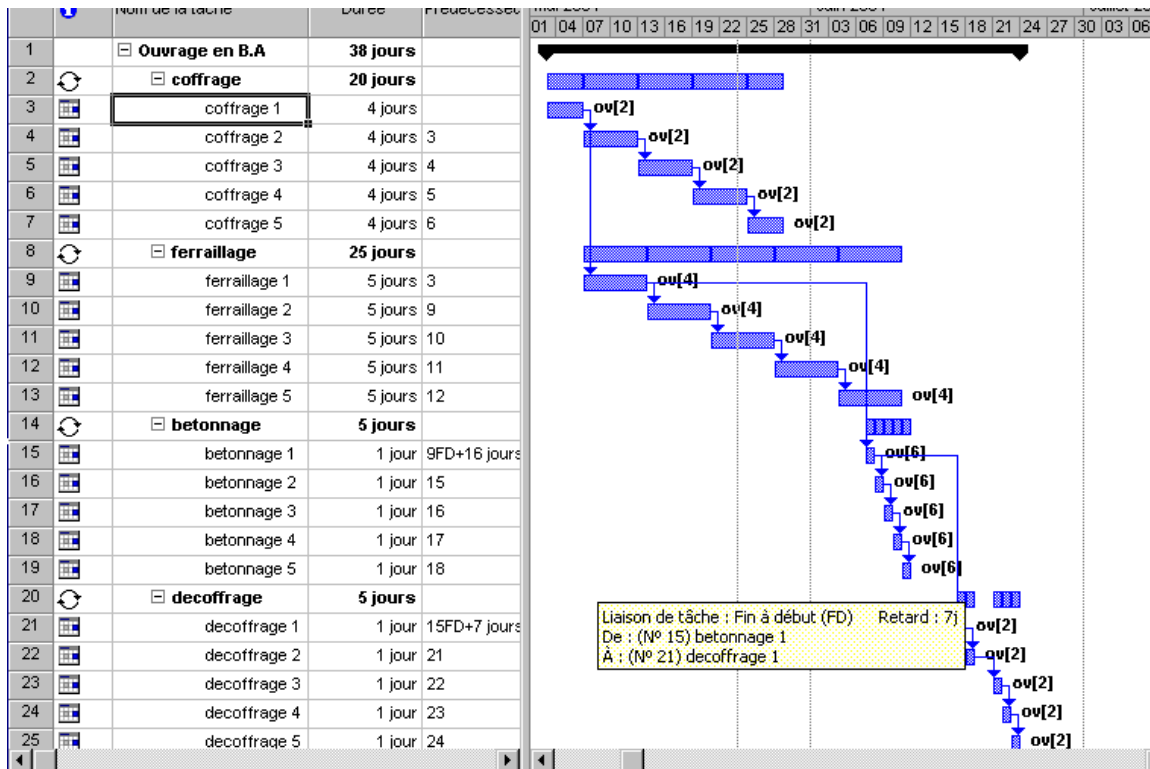 Nom de la tâche Durée Prédécessec
01 04 07 10 13 16 19 22 25 28 31 03 06 09 12 15 18 21 24 27 30 03 06
1 Ouvrage en B.A 38 jours
2 coffrage 20 jours
3 coffrage 1 4 jours ov[2]
4 coffrage 2 4 jours 3 ov[2]
5 coffrage 3 4 jours 4 ov[2]
6 coffrage 4 4 jours 5 ov[2]
7 coffrage 5 4 jours 6 ov[2]
8 ferraillage 25 jours
9 ferraillage 1 5 jours 3 ov[4]
10 ferraillage 2 5 jours 9 ov[4]
11 ferraillage 3 5 jours 10 ov[4]
12 ferraillage 4 5 jours 11 ov[4]
13 ferraillage 5 5 jours 12 ov[4]
14 betonnage 5 jours
15 betonnage 1 1 jour 9FD+16 jours ov[6]
16 betonnage 2 1 jour 15 ov[6]
17 betonnage 3 1 jour 16 ov[6]
18 betonnage 4 1 jour 17 ov[6]
19 betonnage 5 1 jour 18 ov[6]
20 decoffrage 5 jours
21 decoffrage 1 1 jour 15FD+7 jours ov[2]
22 decoffrage 2 1 jour 21 ov[2]
23 decoffrage 3 1 jour 22 ov[2]
24 decoffrage 4 1 jour 23 ov[2]
25 decoffrage 5 1 jour 24 ov[2]
Liaison de tâche : Fin à début (FD) Retard : 7j
De : (Nº 15) betonnage 1
À : (Nº 21) decoffrage 1